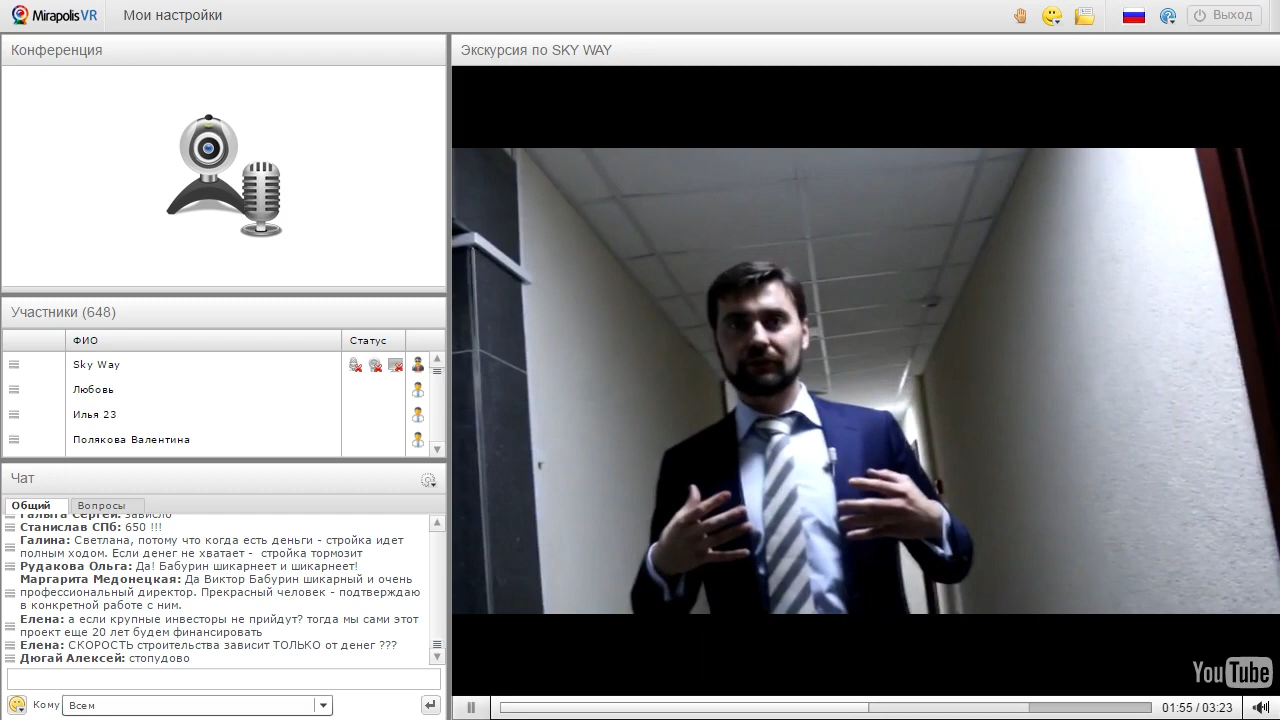 Mirapolis VR Мои настройки Выход
Конференция
Экскурсия по SKY WAY
Участники (648)
ФИО Статус
Sky Way
Любовь
Илья 23
Полякова Валентина
Чат
Общий Вопросы
Сергей: зависло
Станислав СПб: 650 !!!
Галина: Светлана, потому что когда есть деньги - стройка идет
полным ходом. Если денег не хватает - стройка тормозит
Рудакова Ольга: Да! Бабурин шикарнеет и шикарнеет!
Маргарита Медонецкая: Да Виктор Бабурин шикарный и очень
профессиональный директор. Прекрасный человек - подтверждаю
в конкретной работе с ним.
Елена: а если крупные инвесторы не прийдут? тогда мы сами этот
проект еще 20 лет будем финансировать
Елена: СКОРОСТЬ строительства зависит ТОЛЬКО от денег ???
Дюгай Алексей: стопудово
Кому Всем
YouTube
01:55 / 03:23